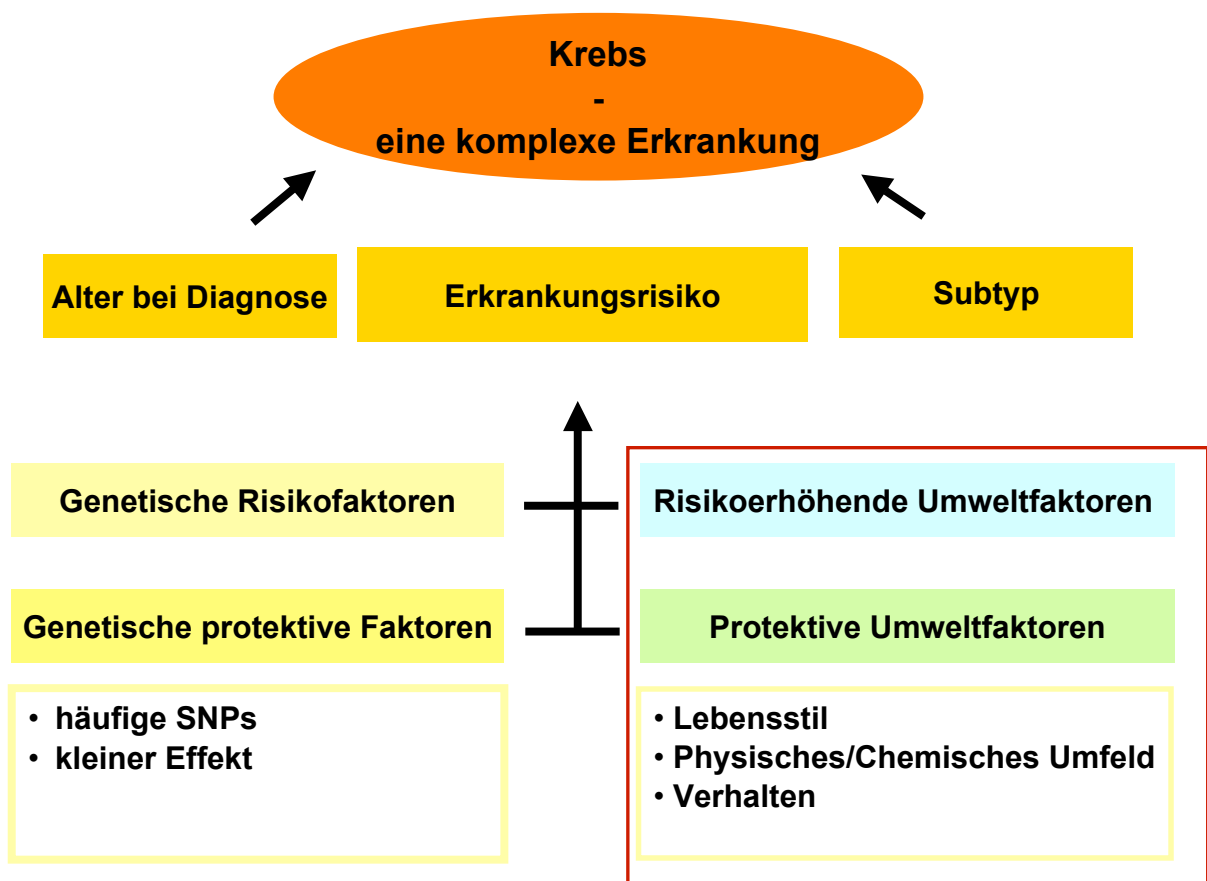 Krebs
-
eine komplexe Erkrankung
Alter bei Diagnose
Erkrankungsrisiko
Subtyp
Genetische Risikofaktoren
Risikoerhöhende Umweltfaktoren
Genetische protektive Faktoren
Protektive Umweltfaktoren
• häufige SNPs
• kleiner Effekt
• Lebensstil
• Physisches/Chemisches Umfeld
• Verhalten